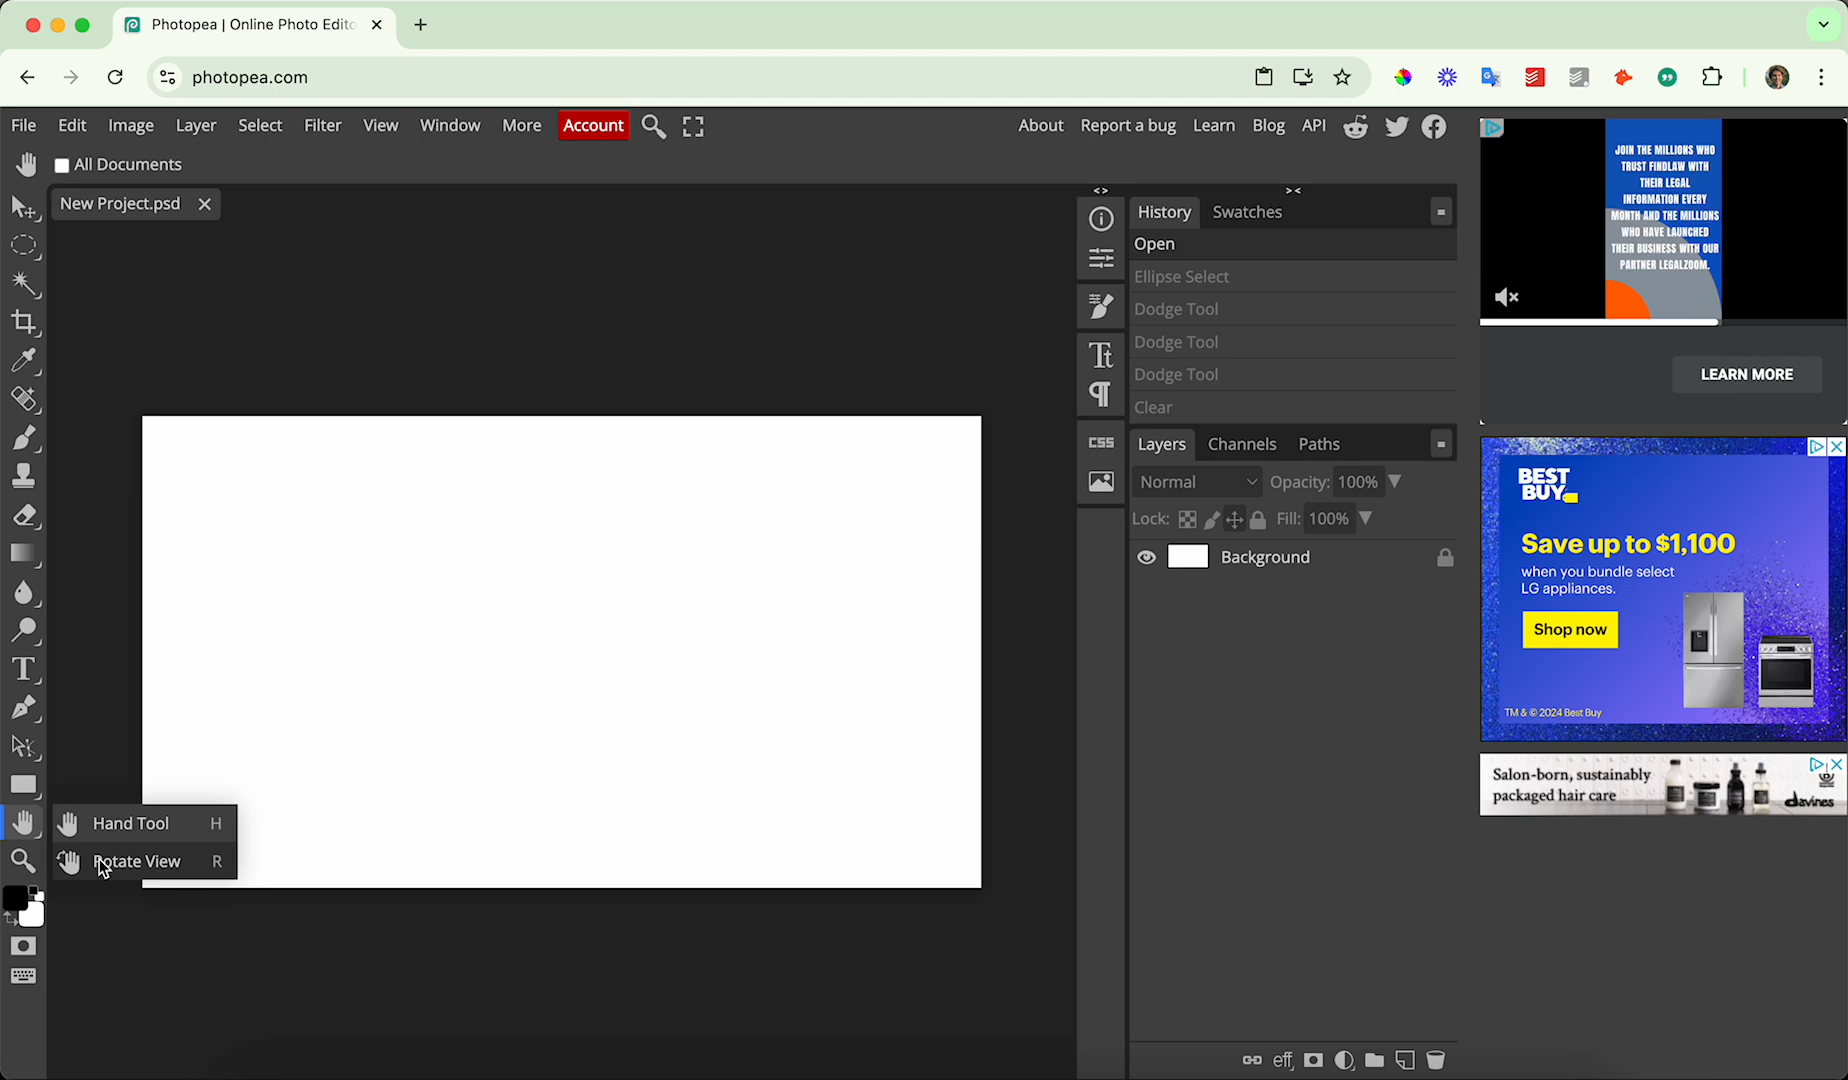 Photopea | Online Photo Edito
photopea.com
File Edit Image Layer Select Filter View Window More Account
About Report a bug Learn Blog API
All Documents
New Project.psd
History Swatches
Open
Ellipse Select
Dodge Tool
Dodge Tool
Dodge Tool
Clear
CSS
Layers Channels Paths
Normal Opacity: 100%
Lock: Fill: 100%
Background
eff
Hand Tool H
Rotate View R
JOIN THE MILLIONS WHO
TRUST FINDLAW WITH
THEIR LEGAL
INFORMATION EVERY
MONTH AND THE MILLIONS
WHO HAVE LAUNCHED
THEIR BUSINESS WITH OUR
PARTNER LEGALZOOM.
LEARN MORE
BEST
BUY
Save up to $1,100
when you bundle select
LG appliances.
Shop now
TM & © 2024 Best Buy
Salon-born, sustainably
packaged hair care
davines